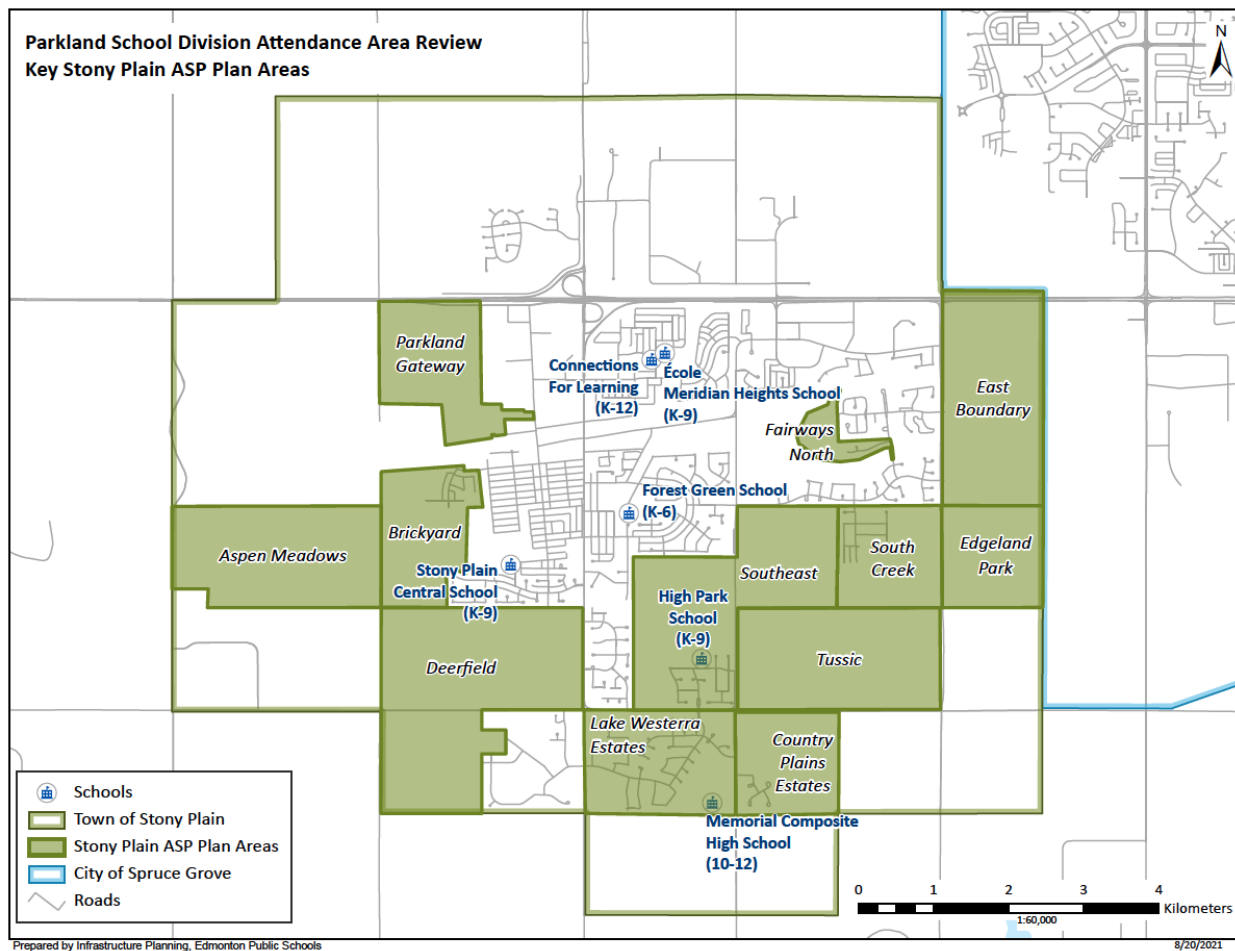 Parkland School Division Attendance Area Review
Key Stony Plain ASP Plan Areas
N
Parkland
Gateway
Connections
For Learning
(K-12)
École
Meridian Heights School
(K-9)
East
Boundary
Fairways
North
Forest Green School
(K-6)
Brickyard
Aspen Meadows
Stony Plain
Central School
(K-9)
Southeast
South
Creek
Edgeland
Park
High Park
School
(K-9)
Deerfield
Tussic
Lake Westerra
Estates
Country
Plains
Estates
Memorial Composite
High School
(10-12)
Schools
Town of Stony Plain
Stony Plain ASP Plan Areas
City of Spruce Grove
Roads
0 1 2 3 4
Kilometers
1:60,000
Prepared by Infrastructure Planning, Edmonton Public Schools
8/20/2021